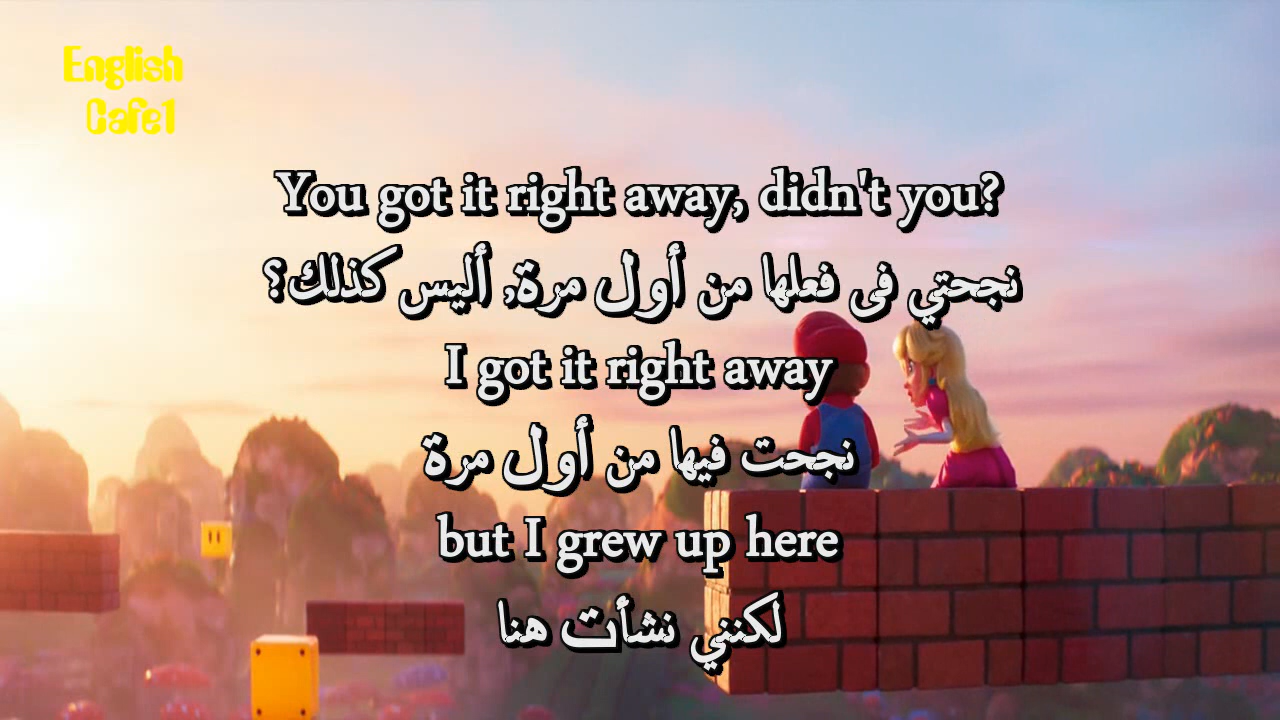 English
Cafe1
You got it right away, didn't you?
نجحتي فى فعلها من أول مرة, أليس كذلك؟
I got it right away
نجحت فيها من أول مرة
but I grew up here
لكنني نشأت هنا